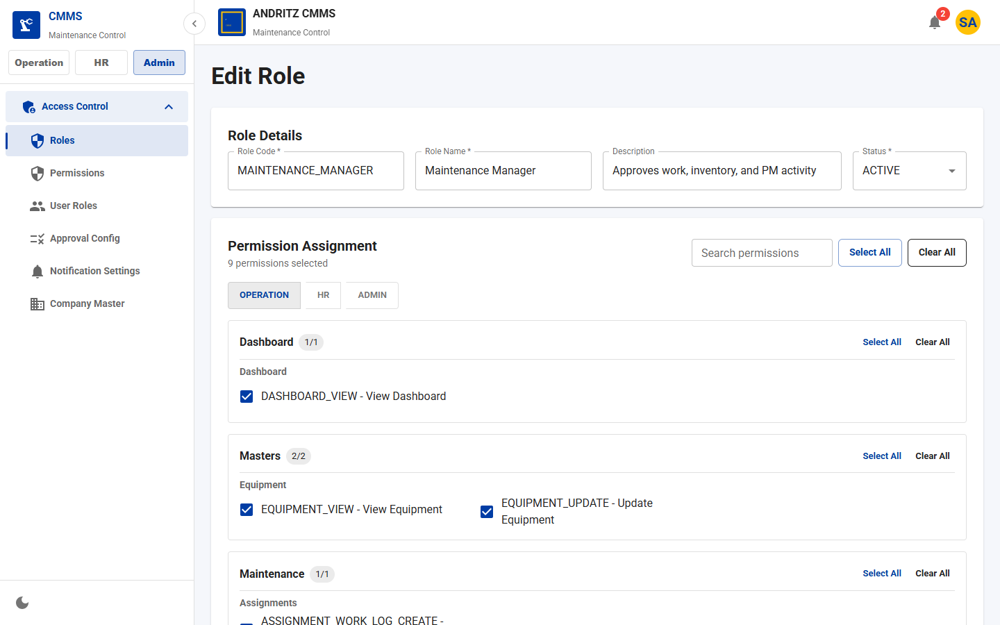 CMMS
Maintenance Control
Operation
HR
Admin
Access Control
Roles
Permissions
User Roles
Approval Config
Notification Settings
Company Master
ANDRITZ CMMS
Maintenance Control
2
SA
Edit Role
Role Details
Role Code *
MAINTENANCE_MANAGER
Role Name *
Maintenance Manager
Description
Approves work, inventory, and PM activity
Status *
ACTIVE
Permission Assignment
9 permissions selected
Search permissions
Select All
Clear All
OPERATION
HR
ADMIN
Dashboard
1/1
Select All
Clear All
Dashboard
DASHBOARD_VIEW - View Dashboard
Masters
2/2
Select All
Clear All
Equipment
EQUIPMENT_VIEW - View Equipment
EQUIPMENT_UPDATE - Update
Equipment
Maintenance
1/1
Select All
Clear All
Assignments
ASSIGNMENT_WORK_LOG_CREATE -